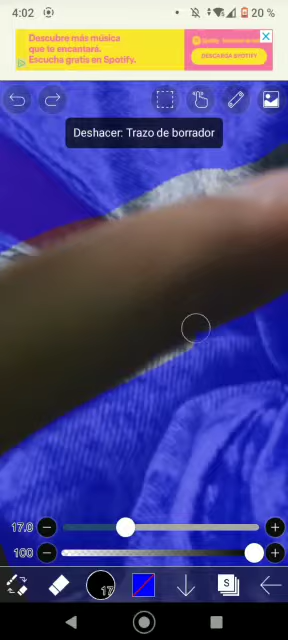 4:02
20 %
Descubre más música
que te encantará.
Escucha gratis en Spotify.
DESCARGA SPOTIFY
Deshacer: Trazo de borrador
17.0
100
17
S